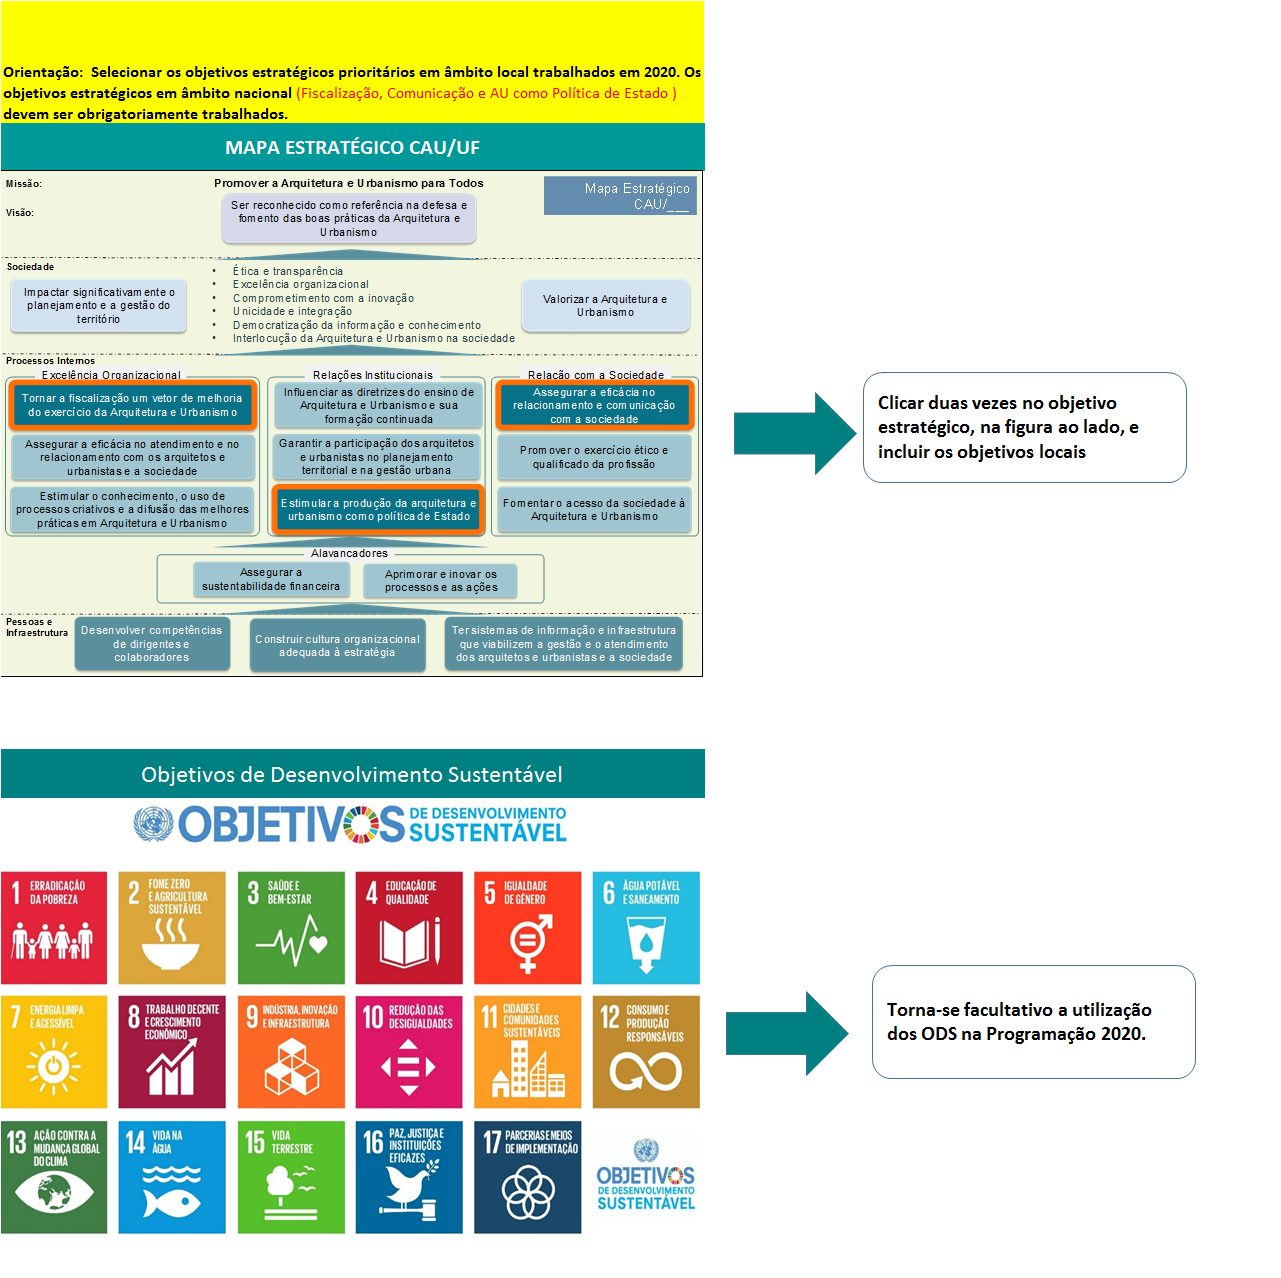 Orientação: Selecionar os objetivos estratégicos prioritários em âmbito local trabalhados em 2020. Os
objetivos estratégicos em âmbito nacional (Fiscalização, Comunicação e AU como Política de Estado )
devem ser obrigatoriamente trabalhados.
MAPA ESTRATÉGICO CAU/UF
Missão:
Promover a Arquitetura e Urbanismo para Todos
Mapa Estratégico
CAU/___
Visão:
Ser reconhecido como referência na defesa e
fomento das boas práticas da Arquitetura e
Urbanismo
Sociedade
Impactar significativamente o
planejamento e a gestão do
território
• Ética e transparência
• Excelência organizacional
• Comprometimento com a inovação
• Unicidade e integração
• Democratização da informação e conhecimento
• Interlocução da Arquitetura e Urbanismo na sociedade
Valorizar a Arquitetura e
Urbanismo
Processos Internos
Excelência Organizacional
Tornar a fiscalização um vetor de melhoria
do exercício da Arquitetura e Urbanismo
Assegurar a eficácia no atendimento e no
relacionamento com os arquitetos e
urbanistas e a sociedade
Estimular o conhecimento, o uso de
processos criativos e a difusão das melhores
práticas em Arquitetura e Urbanismo
Relações Institucionais
Influenciar as diretrizes do ensino de
Arquitetura e Urbanismo e sua
formação continuada
Garantir a participação dos arquitetos
e urbanistas no planejamento
territorial e na gestão urbana
Estimular a produção da arquitetura e
urbanismo como política de Estado
Relação com a Sociedade
Assegurar a eficácia no
relacionamento e comunicação
com a sociedade
Promover o exercício ético e
qualificado da profissão
Fomentar o acesso da sociedade à
Arquitetura e Urbanismo
Alavancadores
Assegurar a
sustentabilidade financeira
Aprimorar e inovar os
processos e as ações
Pessoas e
Infraestrutura
Desenvolver competências
de dirigentes e
colaboradores
Construir cultura organizacional
adequada à estratégia
Ter sistemas de informação e infraestrutura
que viabilizem a gestão e o atendimento
dos arquitetos e urbanistas e a sociedade
Clicar duas vezes no objetivo
estratégico, na figura ao lado, e
incluir os objetivos locais
Objetivos de Desenvolvimento Sustentável
OBJETIVOS
DE DESENVOLVIMENTO
SUSTENTÁVEL
1 ERRADICAÇÃO
DA POBREZA
2 FOME ZERO
E AGRICULTURA
SUSTENTÁVEL
3 SAÚDE E
BEM-ESTAR
4 EDUCAÇÃO DE
QUALIDADE
5 IGUALDADE
DE GÊNERO
6 ÁGUA POTÁVEL
E SANEAMENTO
7 ENERGIA LIMPA
E ACESSÍVEL
8 TRABALHO DECENTE
E CRESCIMENTO
ECONÔMICO
9 INDÚSTRIA, INOVAÇÃO
E INFRAESTRUTURA
10 REDUÇÃO DAS
DESIGUALDADES
11 CIDADES E
COMUNIDADES
SUSTENTÁVEIS
12 CONSUMO E
PRODUÇÃO
RESPONSÁVEIS
13 AÇÃO CONTRA A
MUDANÇA GLOBAL
DO CLIMA
14 VIDA NA
ÁGUA
15 VIDA
TERRESTRE
16 PAZ, JUSTIÇA E
INSTITUIÇÕES
EFICAZES
17 PARCERIAS E MEIOS
DE IMPLEMENTAÇÃO
OBJETIVOS
DE DESENVOLVIMENTO
SUSTENTÁVEL
Torna-se facultativo a utilização
dos ODS na Programação 2020.